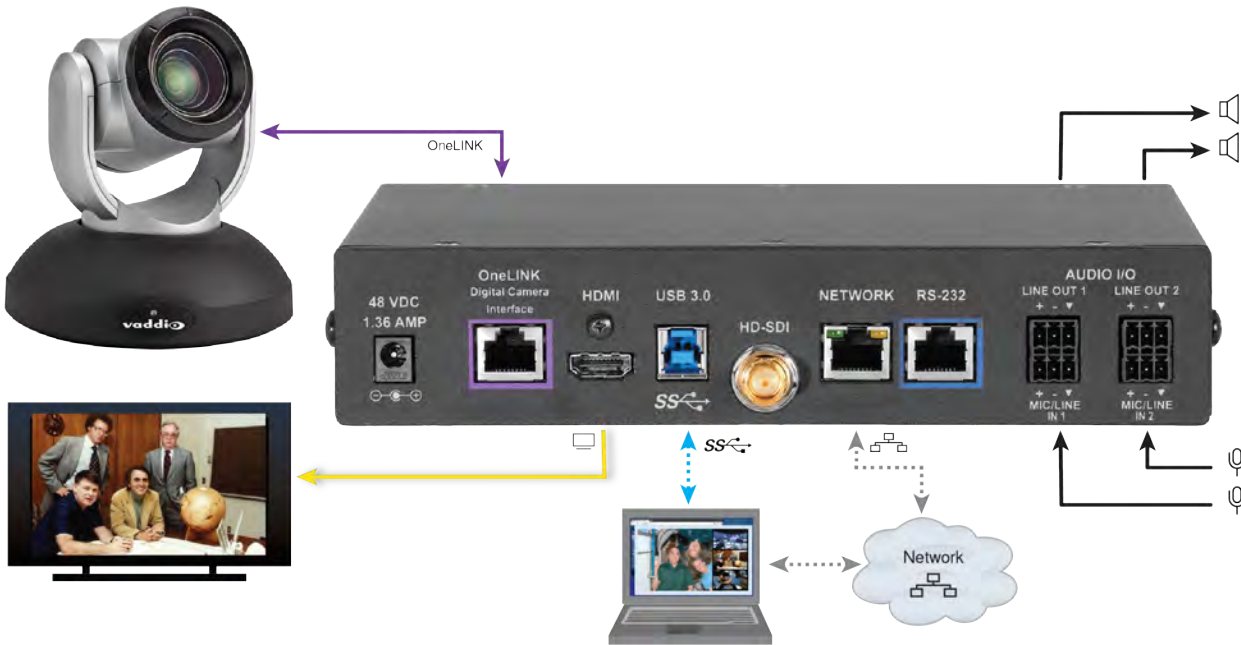 OneLINK
vaddio
48 VDC
1.36 AMP
OneLINK
Digital Camera
Interface
HDMI
USB 3.0
SS
HD-SDI
NETWORK
RS-232
AUDIO I/O
LINE OUT 1
LINE OUT 2
+ - ▼
+ - ▼
+ - ▼
+ - ▼
MIC/LINE
IN 1
MIC/LINE
IN 2
SS
Network